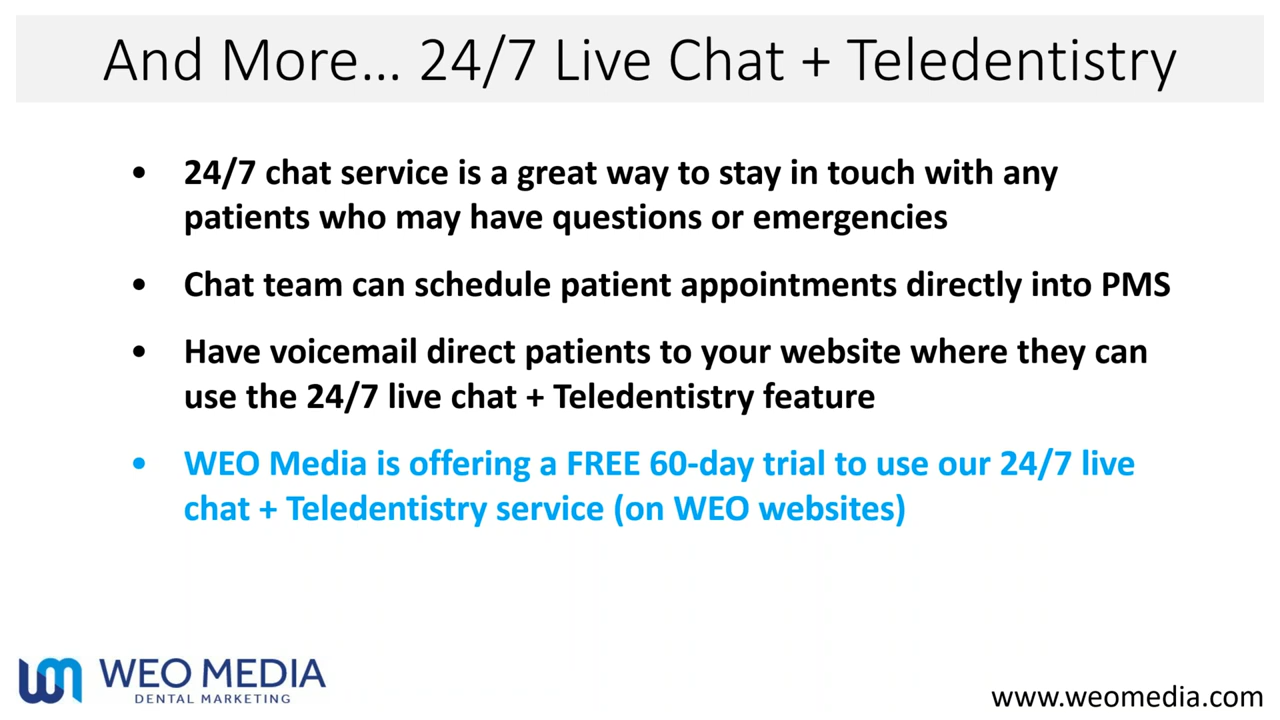 And More... 24/7 Live Chat + Teledentistry
• 24/7 chat service is a great way to stay in touch with any
patients who may have questions or emergencies
• Chat team can schedule patient appointments directly into PMS
• Have voicemail direct patients to your website where they can
use the 24/7 live chat + Teledentistry feature
• WEO Media is offering a FREE 60-day trial to use our 24/7 live
chat + Teledentistry service (on WEO websites)
WEO MEDIA
DENTAL MARKETING
www.weomedia.com